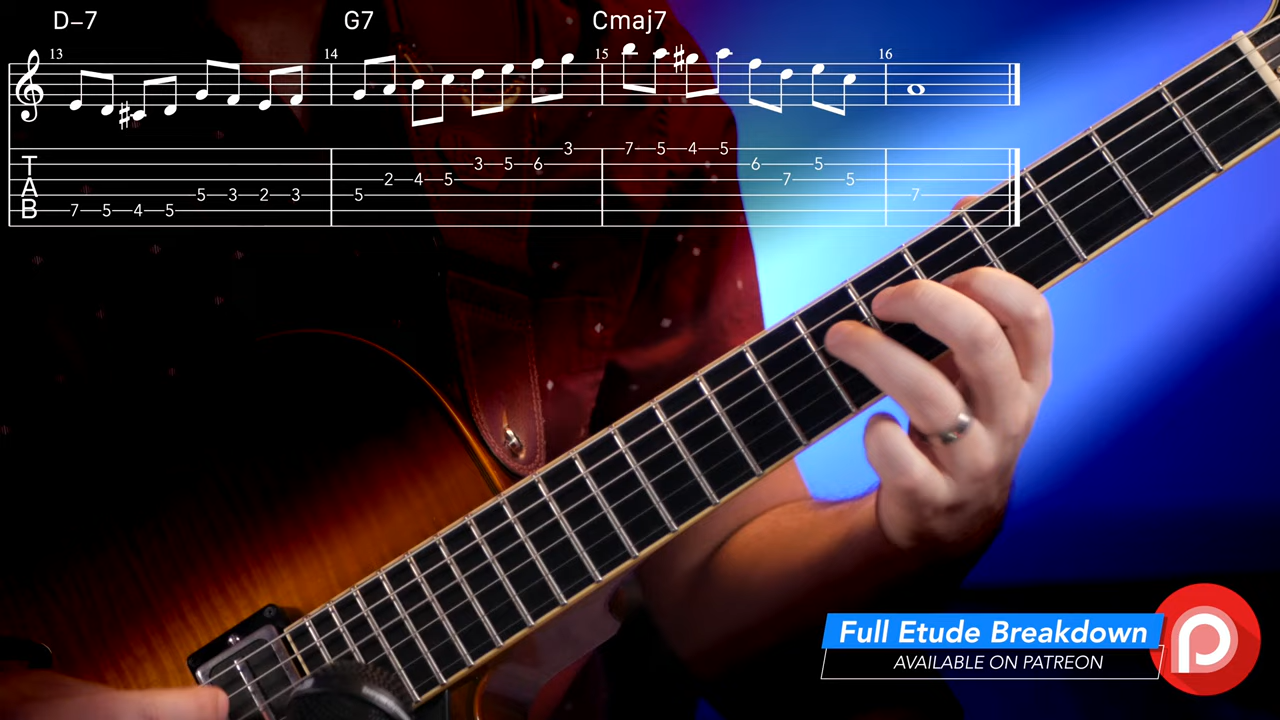 D-7 G7 Cmaj7
13 14 15 16
3 7 5 4 5
3 5 6 6 5
2 4 5 7 5
5 3 2 3 5 7
7 5 4 5
T
A
B
Full Etude Breakdown
AVAILABLE ON PATREON